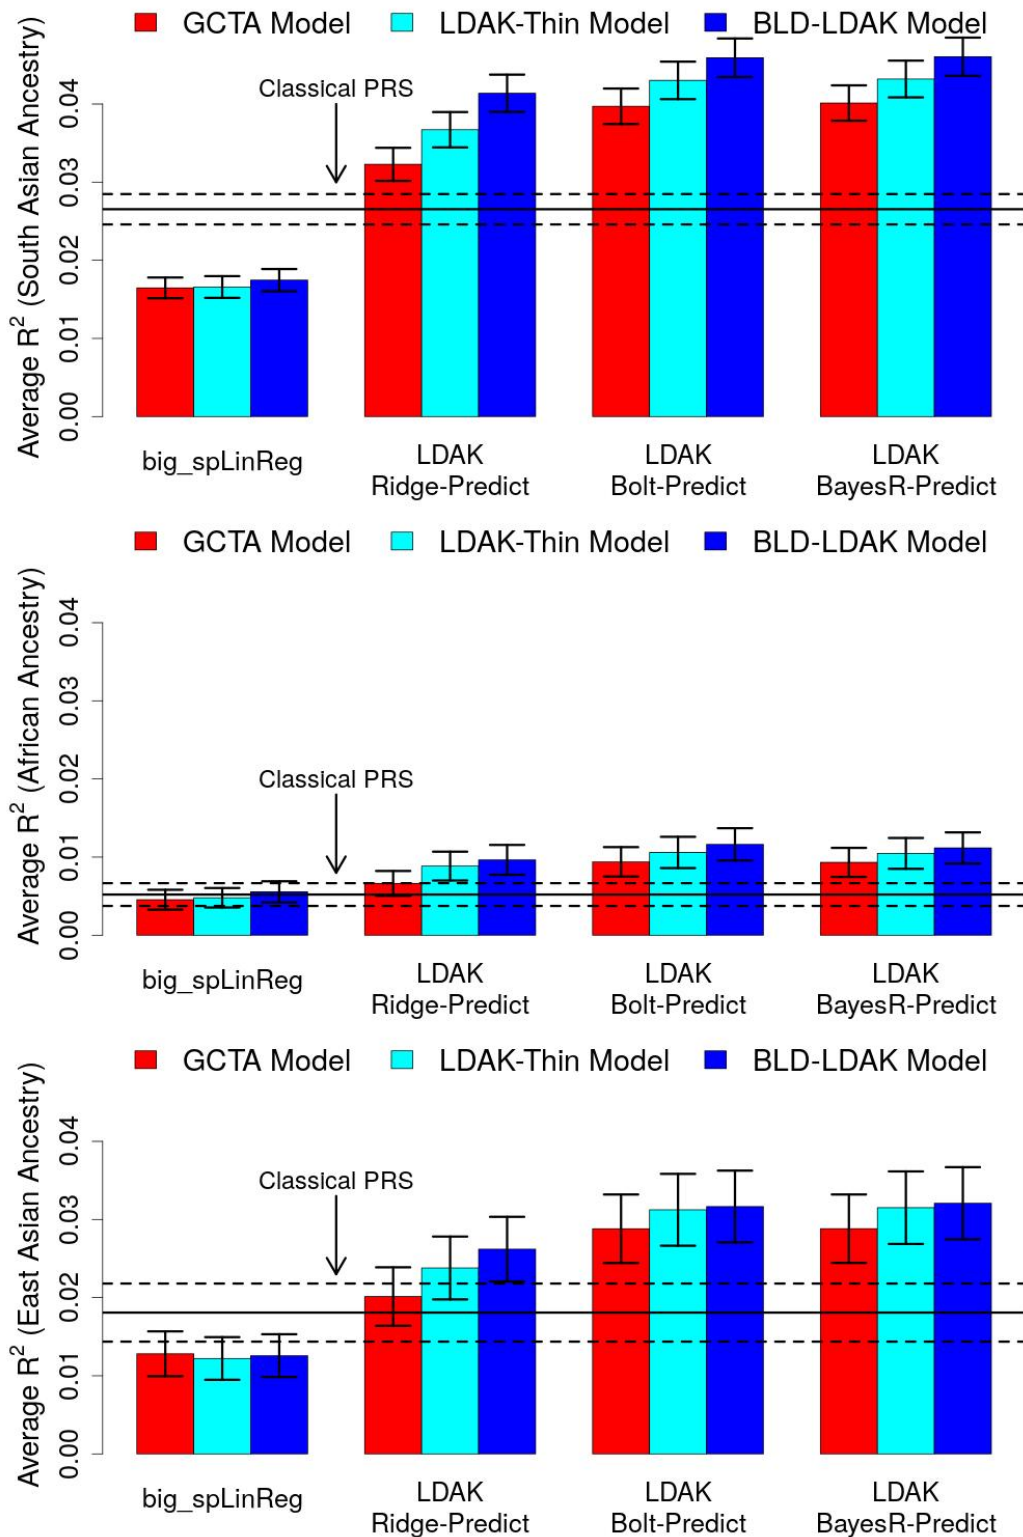 GCTA Model LDAK-Thin Model BLD-LDAK Model
Average R² (South Asian Ancestry)
0.04
0.03
0.02
0.01
0.00
Classical PRS
big_spLinReg
LDAK
Ridge-Predict
LDAK
Bolt-Predict
LDAK
BayesR-Predict
GCTA Model LDAK-Thin Model BLD-LDAK Model
Average R² (African Ancestry)
0.04
0.03
0.02
0.01
0.00
Classical PRS
big_spLinReg
LDAK
Ridge-Predict
LDAK
Bolt-Predict
LDAK
BayesR-Predict
GCTA Model LDAK-Thin Model BLD-LDAK Model
Average R² (East Asian Ancestry)
0.04
0.03
0.02
0.01
0.00
Classical PRS
big_spLinReg
LDAK
Ridge-Predict
LDAK
Bolt-Predict
LDAK
BayesR-Predict